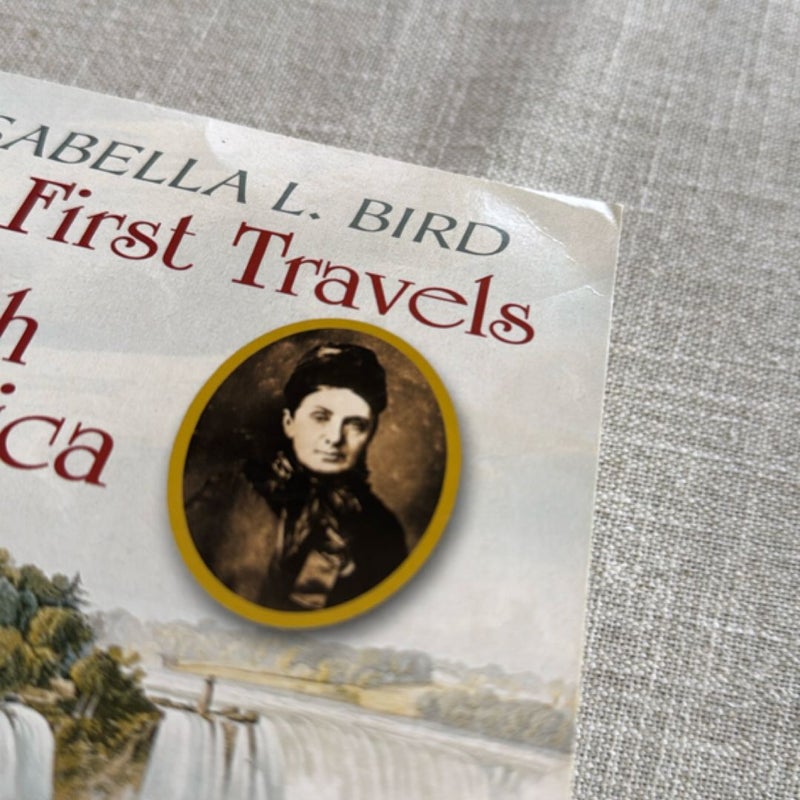 SABELLA L. BIRD
First Travels
h
ica